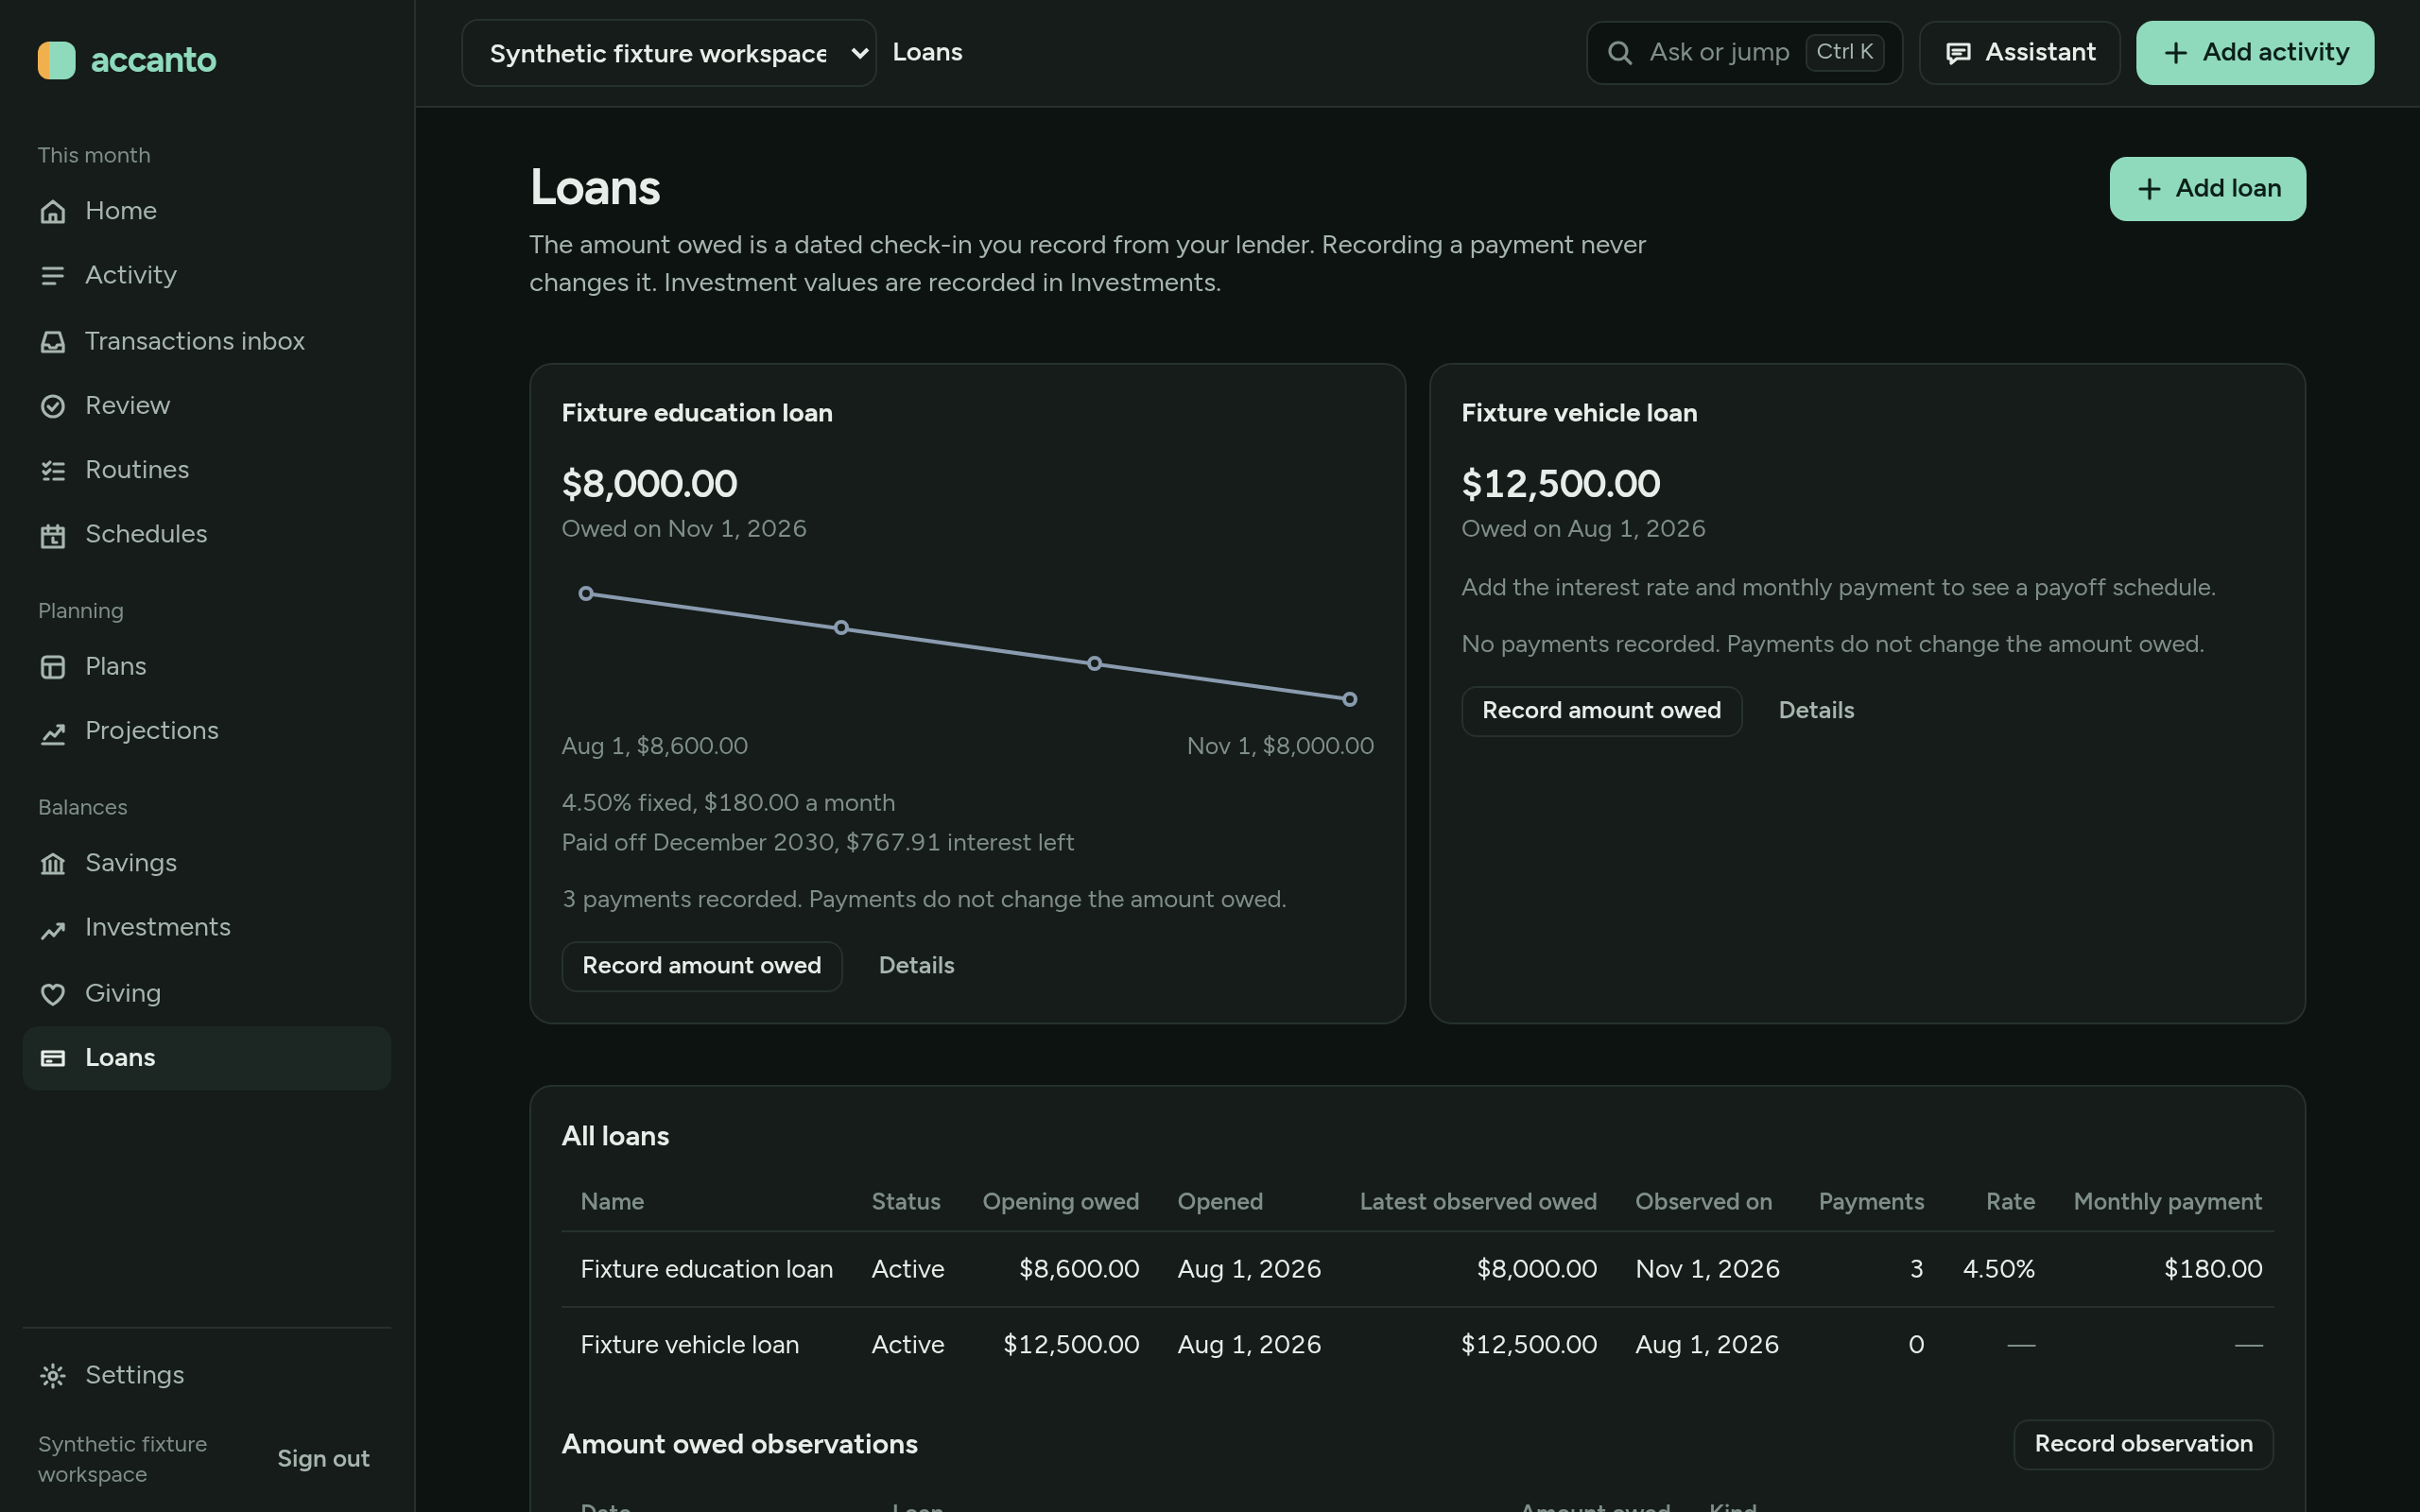 accanto
This month
Home
Activity
Transactions inbox
Review
Routines
Schedules
Planning
Plans
Projections
Balances
Savings
Investments
Giving
Loans
Settings
Synthetic fixture
workspace
Sign out
Synthetic fixture workspace
Loans
Ask or jump
Ctrl K
Assistant
Add activity
Loans
Add loan
The amount owed is a dated check-in you record from your lender. Recording a payment never
changes it. Investment values are recorded in Investments.
Fixture education loan
$8,000.00
Owed on Nov 1, 2026
Aug 1, $8,600.00
Nov 1, $8,000.00
4.50% fixed, $180.00 a month
Paid off December 2030, $767.91 interest left
3 payments recorded. Payments do not change the amount owed.
Record amount owed
Details
Fixture vehicle loan
$12,500.00
Owed on Aug 1, 2026
Add the interest rate and monthly payment to see a payoff schedule.
No payments recorded. Payments do not change the amount owed.
Record amount owed
Details
All loans
Name Status Opening owed Opened Latest observed owed Observed on Payments Rate Monthly payment
Fixture education loan Active $8,600.00 Aug 1, 2026 $8,000.00 Nov 1, 2026 3 4.50% $180.00
Fixture vehicle loan Active $12,500.00 Aug 1, 2026 $12,500.00 Aug 1, 2026 0 — —
Amount owed observations
Record observation
Date Loan Amount owed Kind